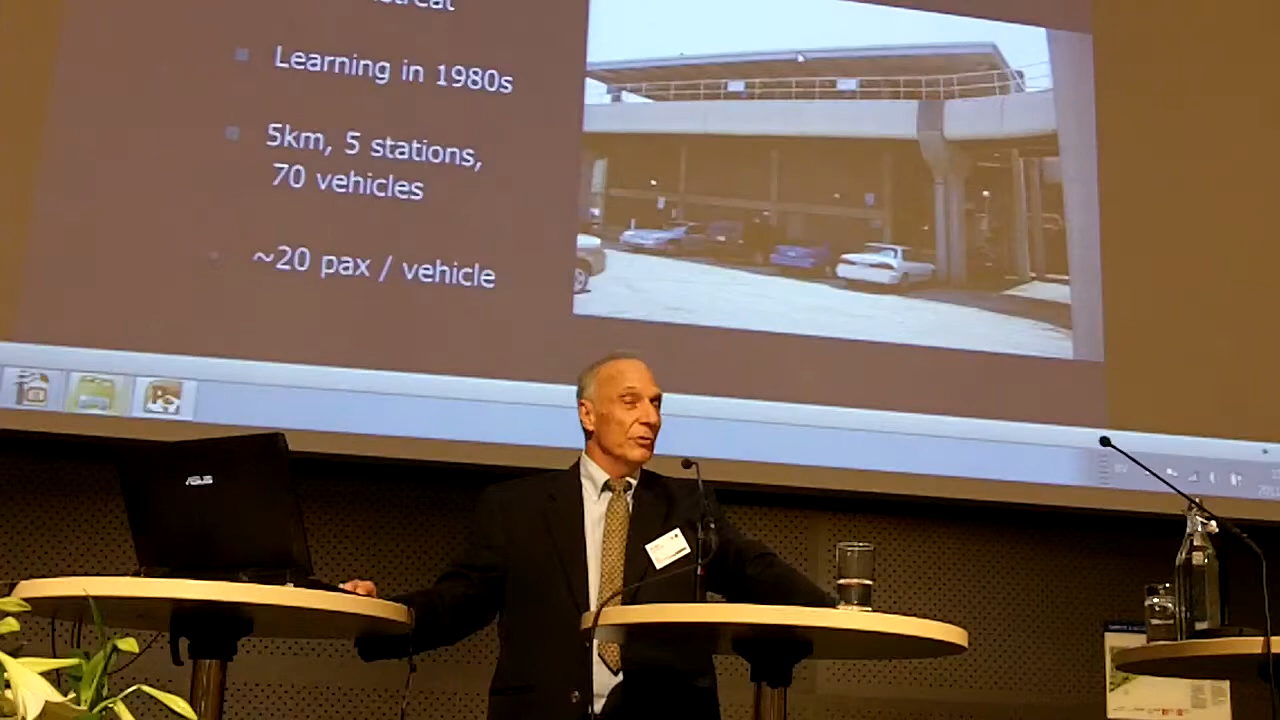 Learning in 1980s
5km, 5 stations,
70 vehicles
~20 pax / vehicle
ASUS